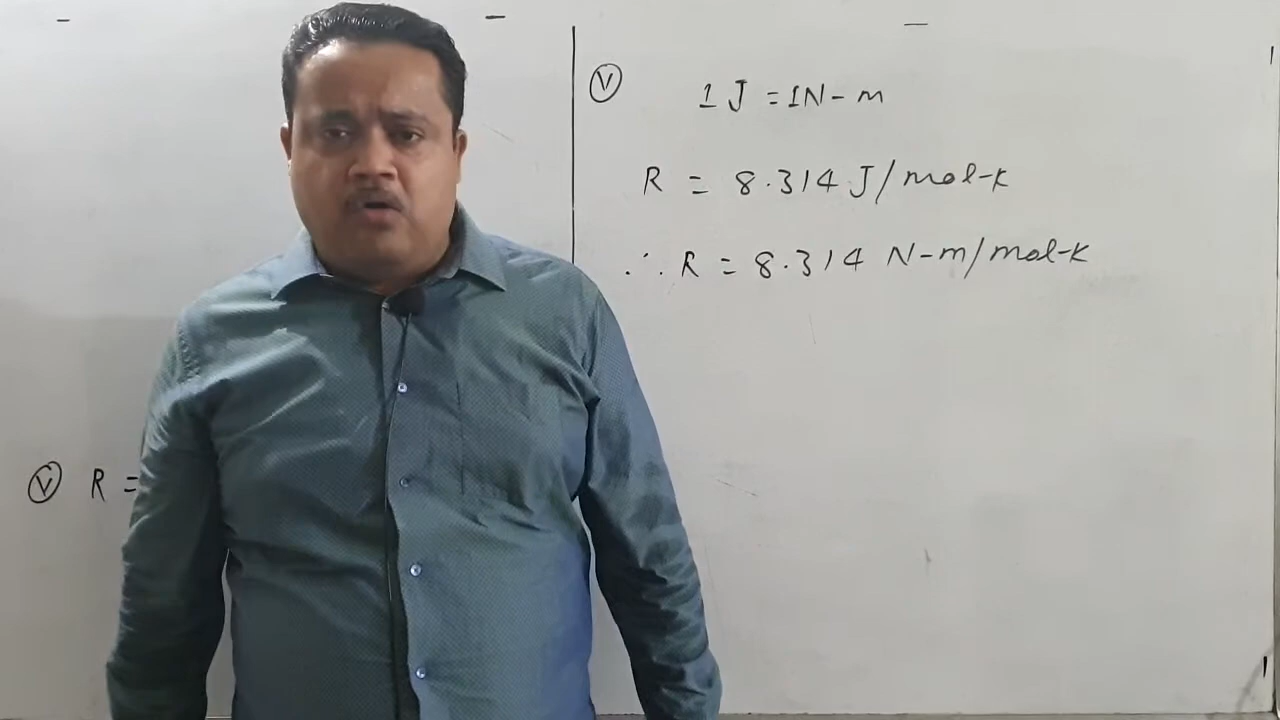 Ⓥ R =
Ⓥ 1 J = 1N-m
R = 8.314 J/mol-K
∴ R = 8.314 N-m/mol-K